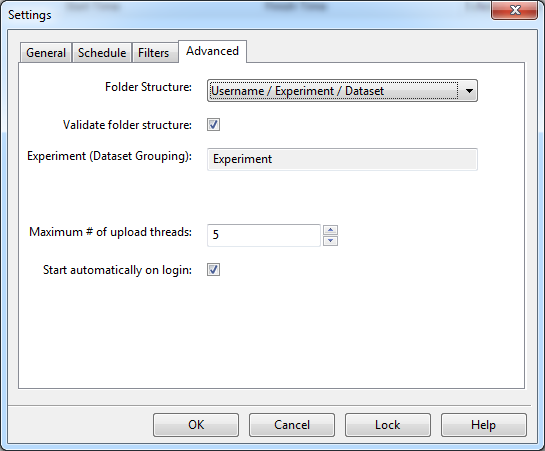 Settings
General Schedule Filters Advanced
Folder Structure: Username / Experiment / Dataset
Validate folder structure:
Experiment (Dataset Grouping): Experiment
Maximum # of upload threads: 5
Start automatically on login:
OK Cancel Lock Help